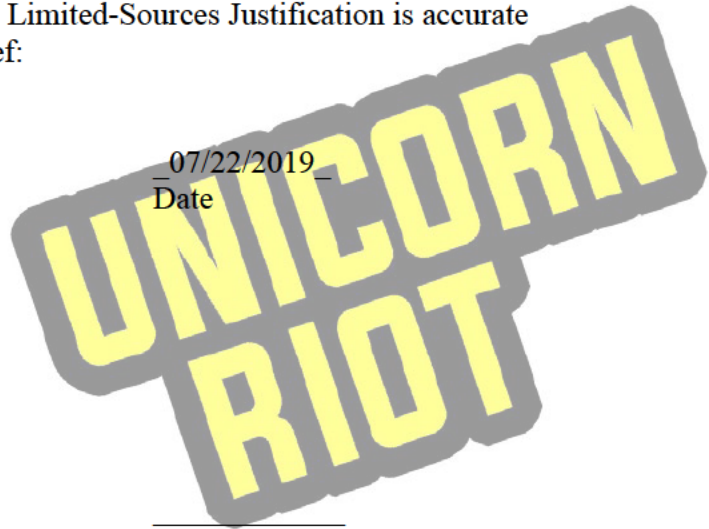 Limited-Sources Justification is accurate
ef:
_07/22/2019_
Date
UNICORN
RIOT